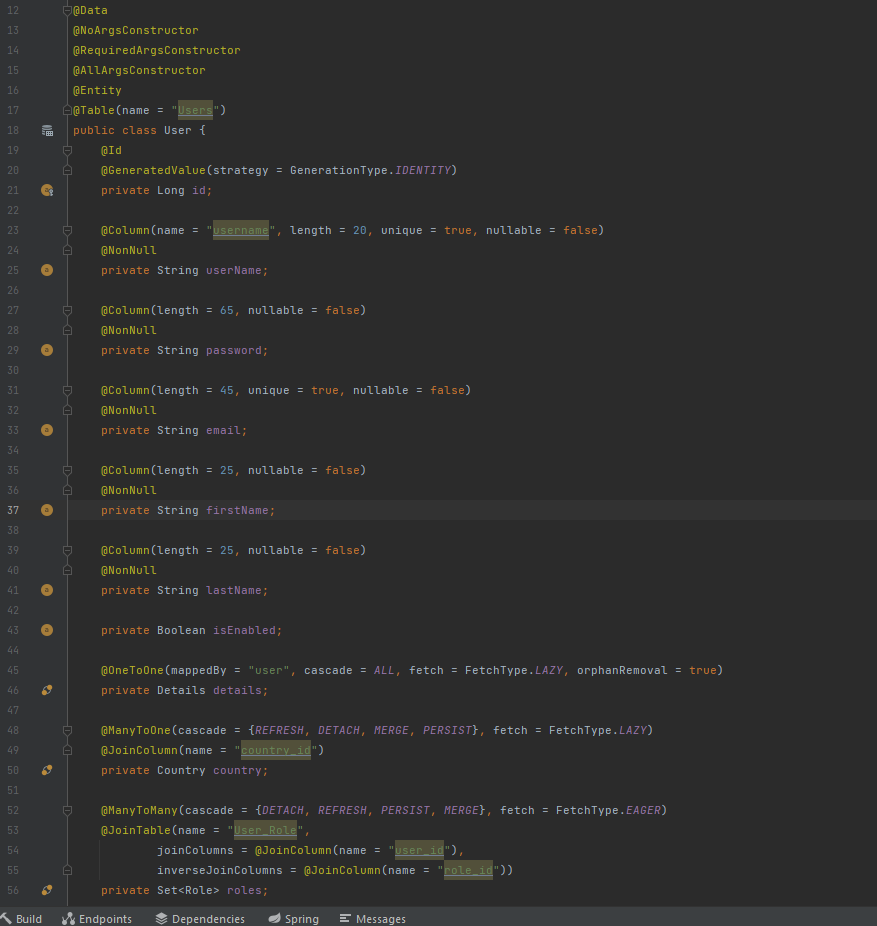 12 @Data
13 @NoArgsConstructor
14 @RequiredArgsConstructor
15 @AllArgsConstructor
16 @Entity
17 @Table(name = "Users")
18 public class User {
19 @Id
20 @GeneratedValue(strategy = GenerationType.IDENTITY)
21 private Long id;
22
23 @Column(name = "username", length = 20, unique = true, nullable = false)
24 @NonNull
25 private String userName;
26
27 @Column(length = 65, nullable = false)
28 @NonNull
29 private String password;
30
31 @Column(length = 45, unique = true, nullable = false)
32 @NonNull
33 private String email;
34
35 @Column(length = 25, nullable = false)
36 @NonNull
37 private String firstName;
38
39 @Column(length = 25, nullable = false)
40 @NonNull
41 private String lastName;
42
43 private Boolean isEnabled;
44
45 @OneToOne(mappedBy = "user", cascade = ALL, fetch = FetchType.LAZY, orphanRemoval = true)
46 private Details details;
47
48 @ManyToOne(cascade = {REFRESH, DETACH, MERGE, PERSIST}, fetch = FetchType.LAZY)
49 @JoinColumn(name = "country_id")
50 private Country country;
51
52 @ManyToMany(cascade = {DETACH, REFRESH, PERSIST, MERGE}, fetch = FetchType.EAGER)
53 @JoinTable(name = "User_Role",
54 joinColumns = @JoinColumn(name = "user_id"),
55 inverseJoinColumns = @JoinColumn(name = "role_id"))
56 private Set<Role> roles;
Build Endpoints Dependencies Spring Messages